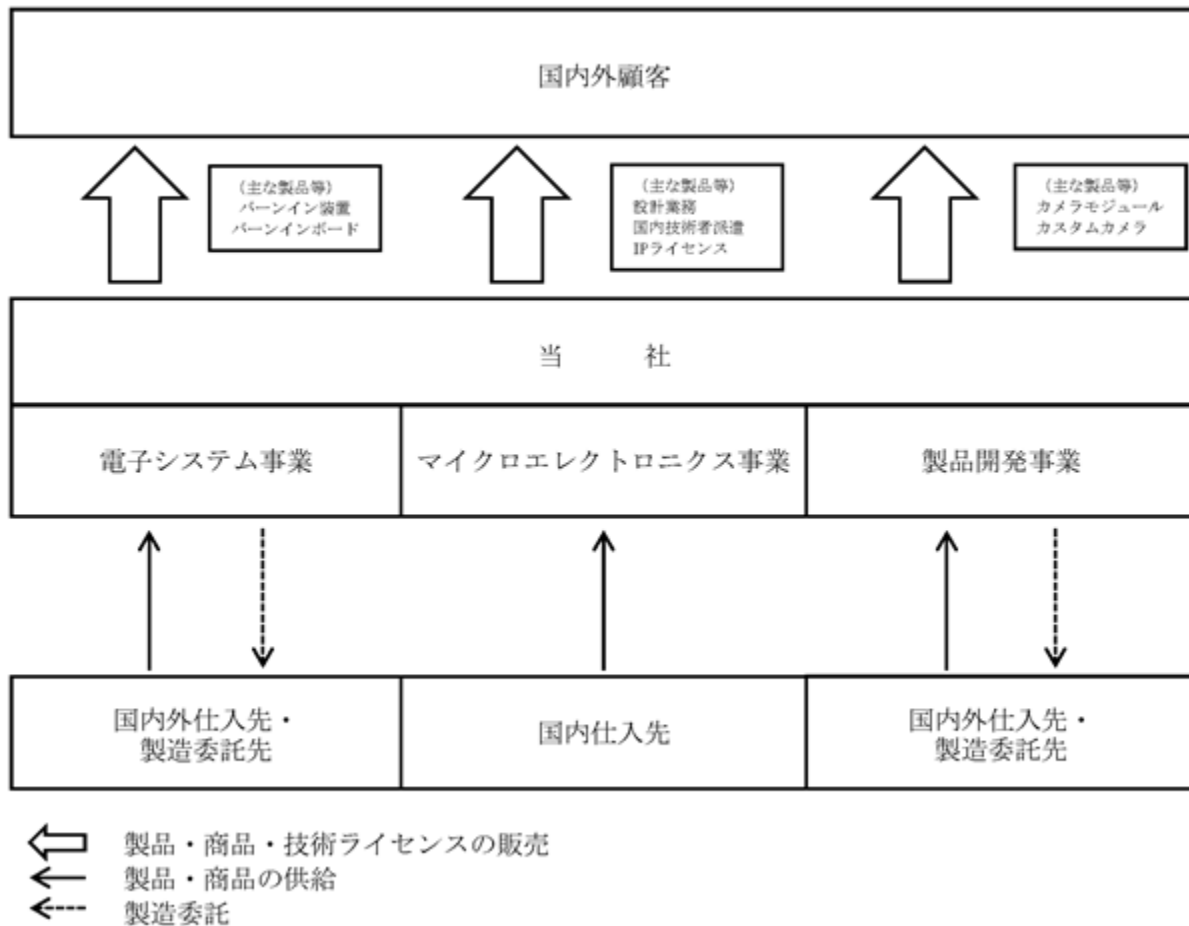 国内外顧客
(主な製品等)
バーンイン装置
バーンインボード
(主な製品等)
設計業務
国内技術者派遣
IPライセンス
(主な製品等)
カメラモジュール
カスタムカメラ
当 社
電子システム事業
マイクロエレクトロニクス事業
製品開発事業
国内外仕入先・
製造委託先
国内仕入先
国内外仕入先・
製造委託先
製品・商品・技術ライセンスの販売
製品・商品の供給
製造委託